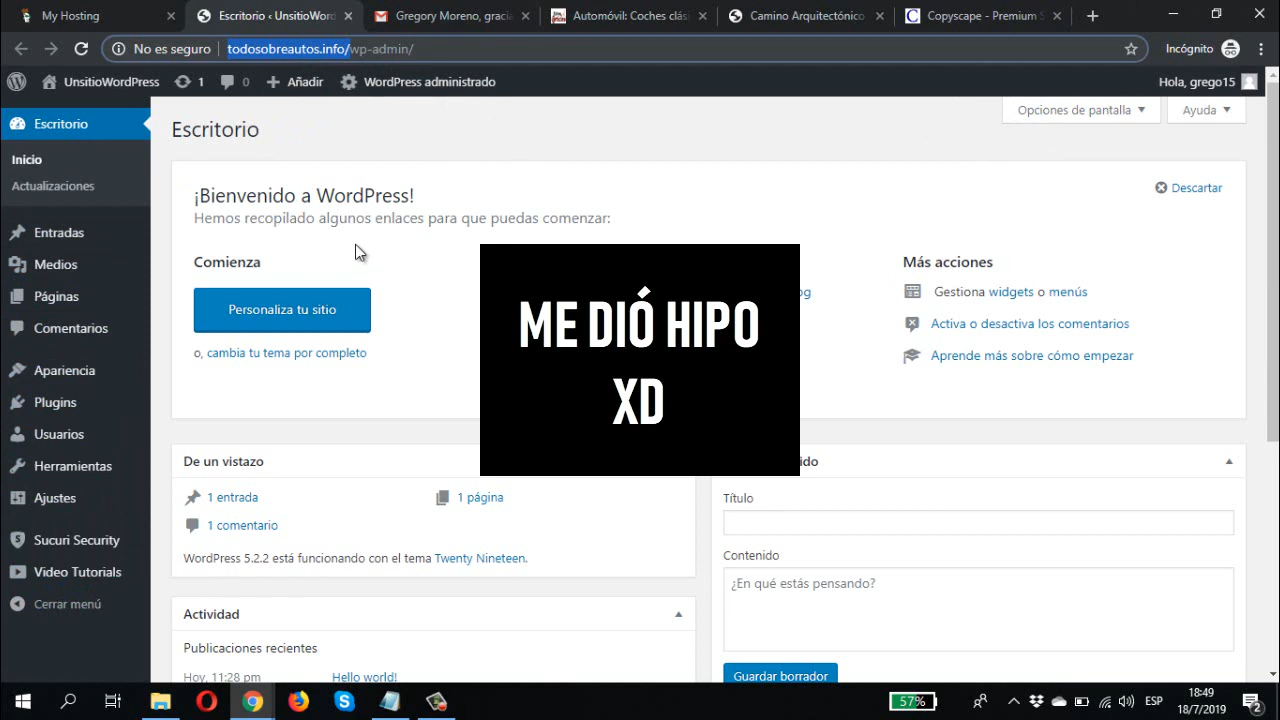 My Hosting
Escritorio ‹ UnsitioWord
Gregory Moreno, gracia
Automóvil: Coches clási
Camino Arquitectónico
Copyscape - Premium S
No es seguro
todosobreautos.info/wp-admin/
Incógnito
UnsitioWordPress
1
0
Añadir
WordPress administrado
Hola, grego15
Escritorio
Inicio
Actualizaciones
Entradas
Medios
Páginas
Comentarios
Apariencia
Plugins
Usuarios
Herramientas
Ajustes
Sucuri Security
Video Tutorials
Cerrar menú
Opciones de pantalla
Ayuda
Escritorio
¡Bienvenido a WordPress!
Descartar
Hemos recopilado algunos enlaces para que puedas comenzar:
Comienza
Personaliza tu sitio
o, cambia tu tema por completo
ME DIÓ HIPO
XD
og
Más acciones
Gestiona widgets o menús
Activa o desactiva los comentarios
Aprende más sobre cómo empezar
De un vistazo
1 entrada
1 página
1 comentario
WordPress 5.2.2 está funcionando con el tema Twenty Nineteen.
Actividad
Publicaciones recientes
Hoy, 11:28 pm
Hello world!
ido
Título
Contenido
¿En qué estás pensando?
Guardar borrador
57%
ESP
18:49
18/7/2019
2